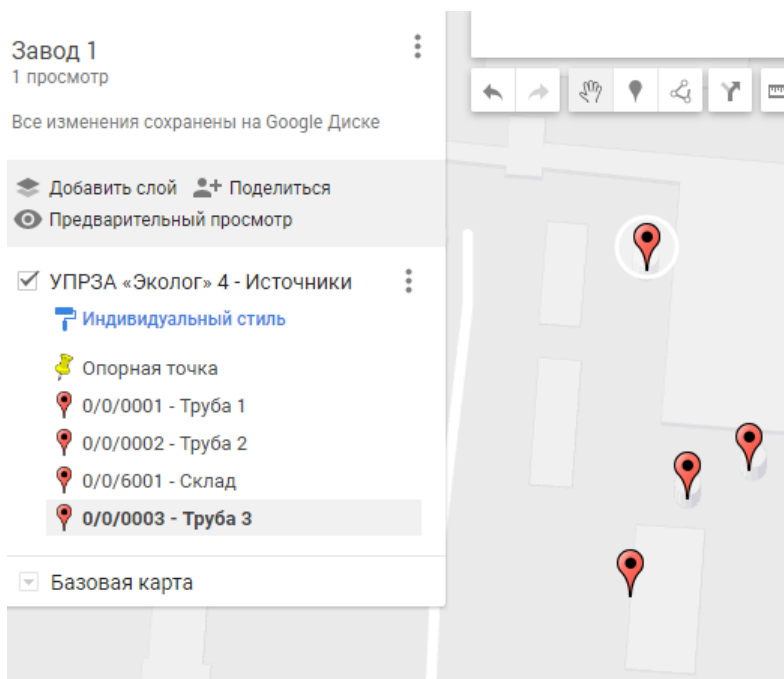 Завод 1
1 просмотр
Все изменения сохранены на Google Диске
Добавить слой Поделиться
Предварительный просмотр
УПРЗА «Эколог» 4 - Источники
Индивидуальный стиль
Опорная точка
0/0/0001 - Труба 1
0/0/0002 - Труба 2
0/0/6001 - Склад
0/0/0003 - Труба 3
Базовая карта